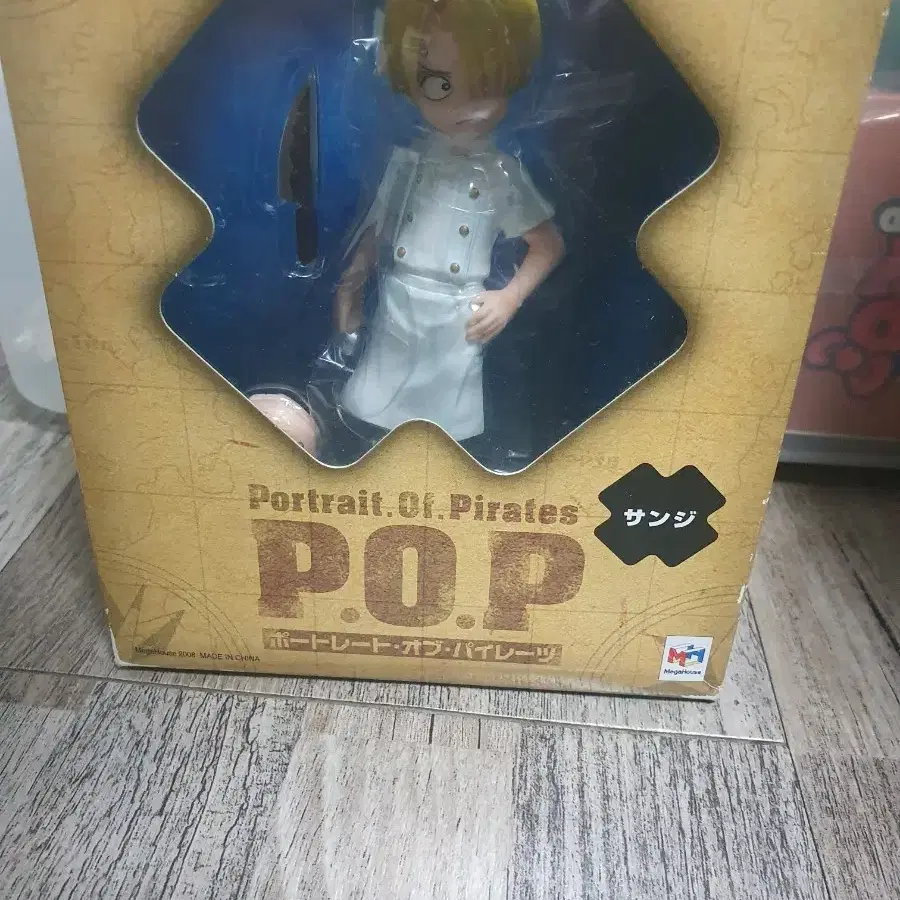 Portrait.Of.Pirates
サンジ
P.O.P
ポートレート・オブ・パイレーツ
MegaHouse 2008 MADE IN CHINA
MegaHouse